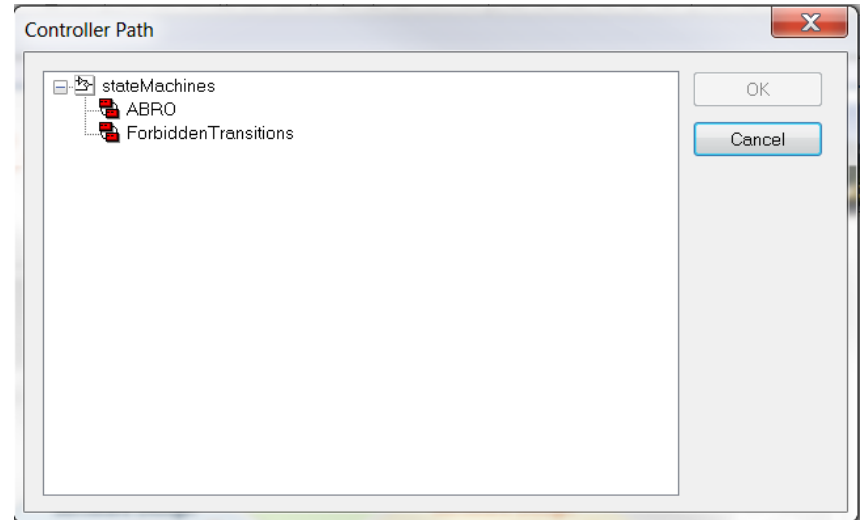 Controller Path
stateMachines
OK
ABRO
ForbiddenTransitions
Cancel